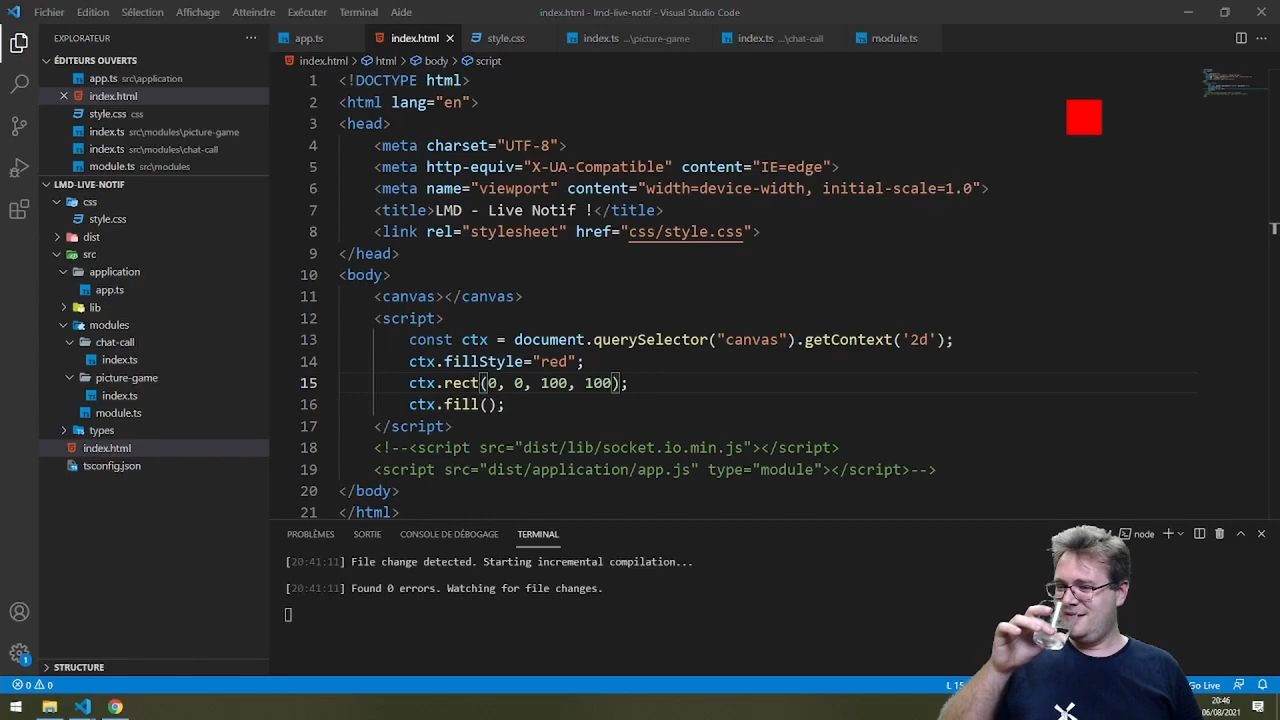 Fichier Edition Sélection Affichage Atteindre Exécuter Terminal Aide
index.html - lmd-live-notif - Visual Studio Code
EXPLORATEUR
ÉDITEURS OUVERTS
app.ts src\application
index.html
style.css css
index.ts src\modules\picture-game
index.ts src\modules\chat-call
module.ts src\modules
LMD-LIVE-NOTIF
css
style.css
dist
src
application
app.ts
lib
modules
chat-call
index.ts
picture-game
index.ts
module.ts
types
index.html
tsconfig.json
STRUCTURE
app.ts index.html style.css index.ts ...\picture-game index.ts ...\chat-call module.ts
index.html > html > body > script
1 <!DOCTYPE html>
2 <html lang="en">
3 <head>
4 <meta charset="UTF-8">
5 <meta http-equiv="X-UA-Compatible" content="IE=edge">
6 <meta name="viewport" content="width=device-width, initial-scale=1.0">
7 <title>LMD - Live Notif !</title>
8 <link rel="stylesheet" href="css/style.css">
9 </head>
10 <body>
11 <canvas></canvas>
12 <script>
13 const ctx = document.querySelector("canvas").getContext('2d');
14 ctx.fillStyle="red";
15 ctx.rect(0, 0, 100, 100);
16 ctx.fill();
17 </script>
18 <!--<script src="dist/lib/socket.io.min.js"></script>
19 <script src="dist/application/app.js" type="module"></script>-->
20 </body>
21 </html>
PROBLÈMES SORTIE CONSOLE DE DÉBOGAGE TERMINAL
node
[20:41:11] File change detected. Starting incremental compilation...
[20:41:11] Found 0 errors. Watching for file changes.
1
0 0
L 15
Go Live
20:46
06/08/2021